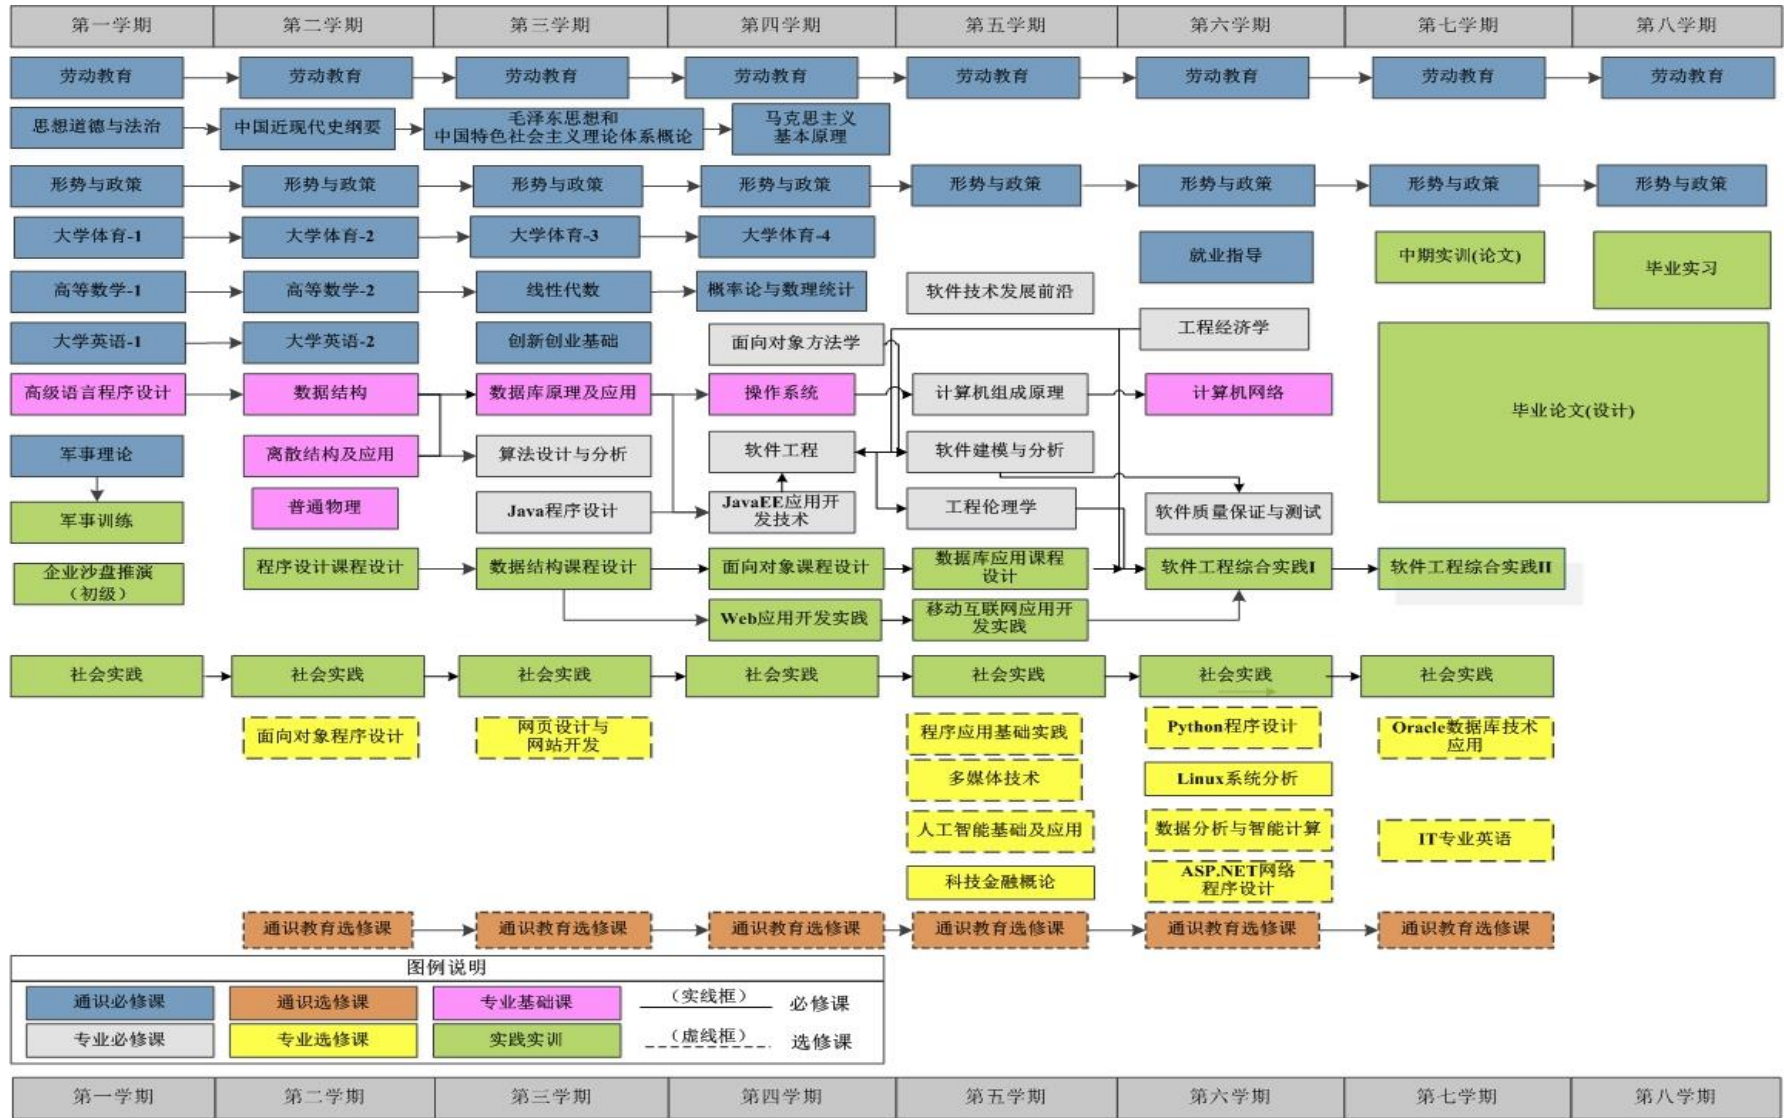 第一学期 第二学期 第三学期 第四学期 第五学期 第六学期 第七学期 第八学期
劳动教育 劳动教育 劳动教育 劳动教育 劳动教育 劳动教育 劳动教育 劳动教育
思想道德与法治 中国近现代史纲要 毛泽东思想和 马克思主义
中国特色社会主义理论体系概论 基本原理
形势与政策 形势与政策 形势与政策 形势与政策 形势与政策 形势与政策 形势与政策 形势与政策
大学体育-1 大学体育-2 大学体育-3 大学体育-4 就业指导 中期实训(论文) 毕业实习
高等数学-1 高等数学-2 线性代数 概率论与数理统计 软件技术发展前沿
大学英语-1 大学英语-2 创新创业基础 面向对象方法学 工程经济学
高级语言程序设计 数据结构 数据库原理及应用 操作系统 计算机组成原理 计算机网络 毕业论文(设计)
军事理论 离散结构及应用 算法设计与分析 软件工程 软件建模与分析
军事训练 普通物理 Java程序设计 JavaEE应用开 工程伦理学 软件质量保证与测试
发技术
企业沙盘推演 程序设计课程设计 数据结构课程设计 面向对象课程设计 数据库应用课程 软件工程综合实践I 软件工程综合实践II
（初级） 设计
Web应用开发实践 移动互联网应用开
发实践
社会实践 社会实践 社会实践 社会实践 社会实践 社会实践 社会实践
面向对象程序设计 网页设计与 程序应用基础实践 Python程序设计 Oracle数据库技术
网站开发 应用
多媒体技术 Linux系统分析
人工智能基础及应用 数据分析与智能计算 IT专业英语
科技金融概论 ASP.NET网络
程序设计
通识教育选修课 通识教育选修课 通识教育选修课 通识教育选修课 通识教育选修课 通识教育选修课
图例说明
通识必修课 通识选修课 专业基础课 （实线框） 必修课
专业必修课 专业选修课 实践实训 （虚线框） 选修课
第一学期 第二学期 第三学期 第四学期 第五学期 第六学期 第七学期 第八学期